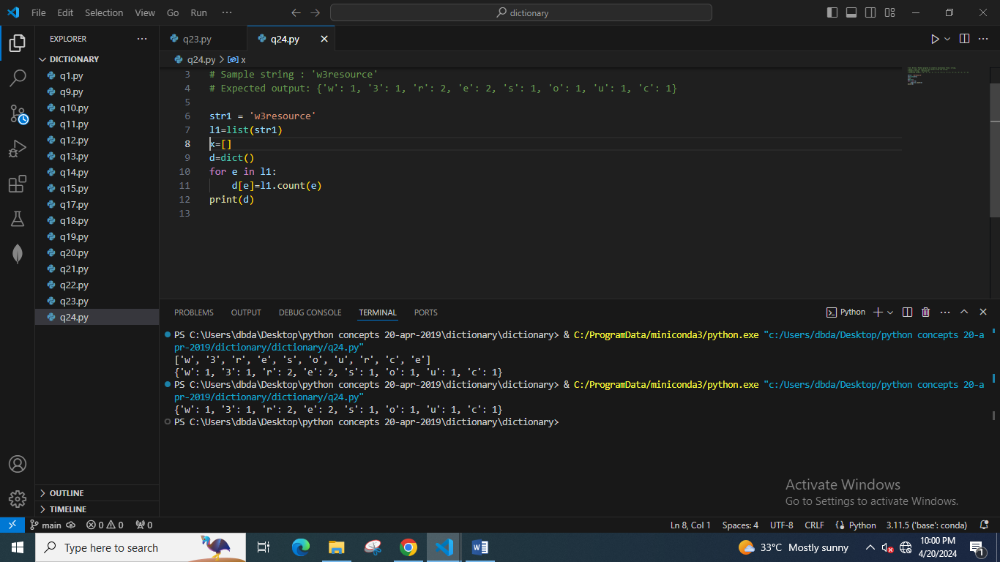 File Edit Selection View Go Run ··· dictionary
EXPLORER ···
DICTIONARY
q1.py
q9.py
q10.py
q11.py
q12.py
q13.py
q14.py
q15.py
q17.py
q18.py
q19.py
q20.py
q21.py
q22.py
q23.py
q24.py
OUTLINE
TIMELINE
q23.py q24.py
q24.py > x
3 # Sample string : 'w3resource'
4 # Expected output: {'w': 1, '3': 1, 'r': 2, 'e': 2, 's': 1, 'o': 1, 'u': 1, 'c': 1}
5
6 str1 = 'w3resource'
7 l1=list(str1)
8 x=[]
9 d=dict()
10 for e in l1:
11     d[e]=l1.count(e)
12 print(d)
13
PROBLEMS OUTPUT DEBUG CONSOLE TERMINAL PORTS Python
PS C:\Users\dbda\Desktop\python concepts 20-apr-2019\dictionary\dictionary> & C:/ProgramData/miniconda3/python.exe "c:/Users/dbda/Desktop/python concepts 20-a
pr-2019/dictionary/dictionary/q24.py"
['w', '3', 'r', 'e', 's', 'o', 'u', 'r', 'c', 'e']
{'w': 1, '3': 1, 'r': 2, 'e': 2, 's': 1, 'o': 1, 'u': 1, 'c': 1}
PS C:\Users\dbda\Desktop\python concepts 20-apr-2019\dictionary\dictionary> & C:/ProgramData/miniconda3/python.exe "c:/Users/dbda/Desktop/python concepts 20-a
pr-2019/dictionary/dictionary/q24.py"
{'w': 1, '3': 1, 'r': 2, 'e': 2, 's': 1, 'o': 1, 'u': 1, 'c': 1}
PS C:\Users\dbda\Desktop\python concepts 20-apr-2019\dictionary\dictionary>
Activate Windows
Go to Settings to activate Windows.
main 0 0 0 Ln 8, Col 1 Spaces: 4 UTF-8 CRLF Python 3.11.5 ('base': conda)
Type here to search 33°C Mostly sunny 10:00 PM
4/20/2024 1